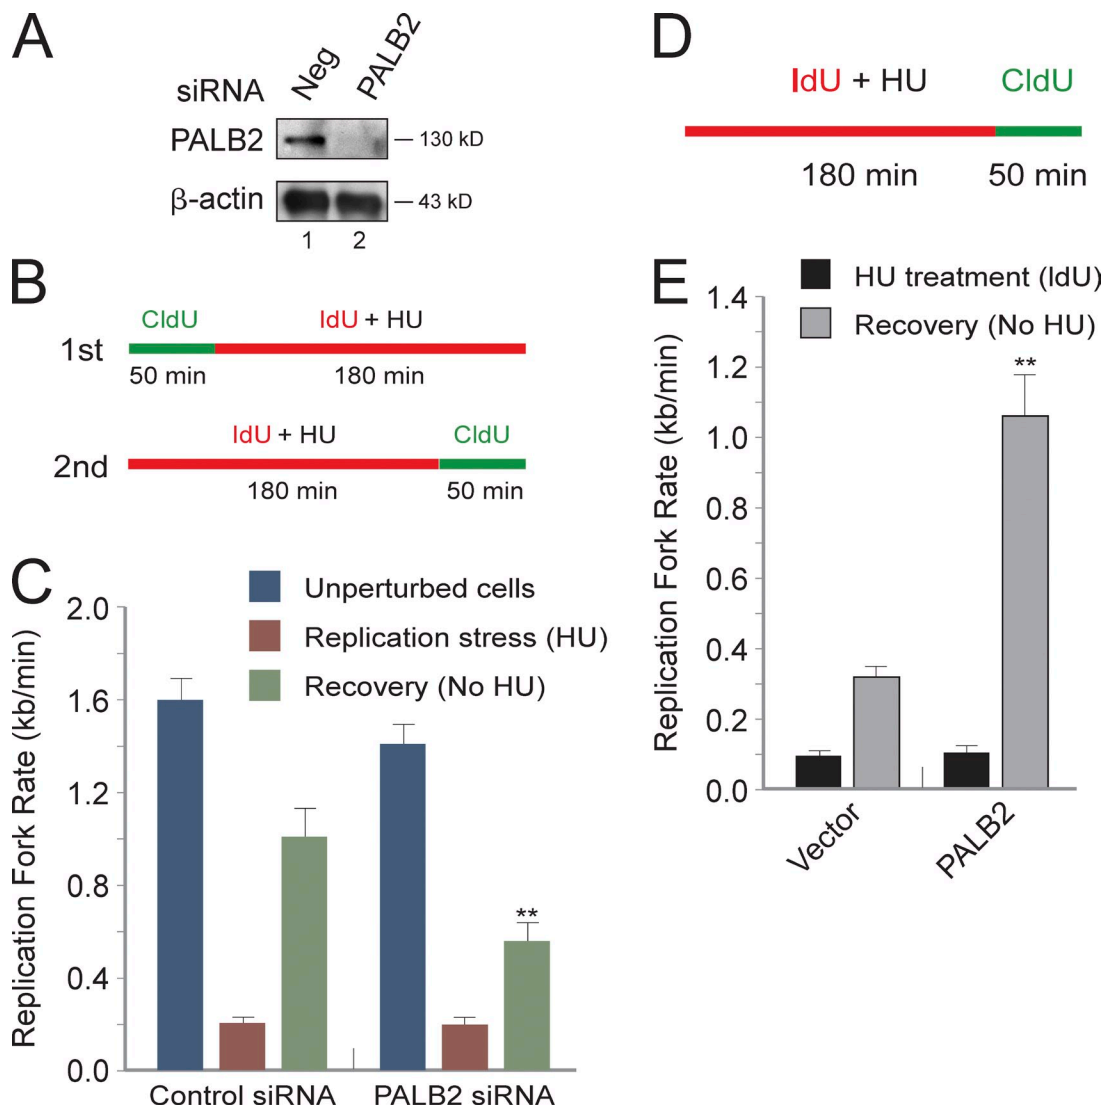 A
siRNA Neg PALB2
PALB2 — 130 kD
β-actin — 43 kD
1 2
B
CldU IdU + HU
1st
50 min 180 min
IdU + HU CldU
2nd
180 min 50 min
C
Unperturbed cells
Replication stress (HU)
Recovery (No HU)
Replication Fork Rate (kb/min)
2.0
1.6
1.2
0.8
0.4
0.0
**
Control siRNA PALB2 siRNA
D
IdU + HU CldU
180 min 50 min
E
HU treatment (IdU)
Recovery (No HU)
Replication Fork Rate (kb/min)
1.4
1.2
1.0
0.8
0.6
0.4
0.2
0.0
**
Vector PALB2